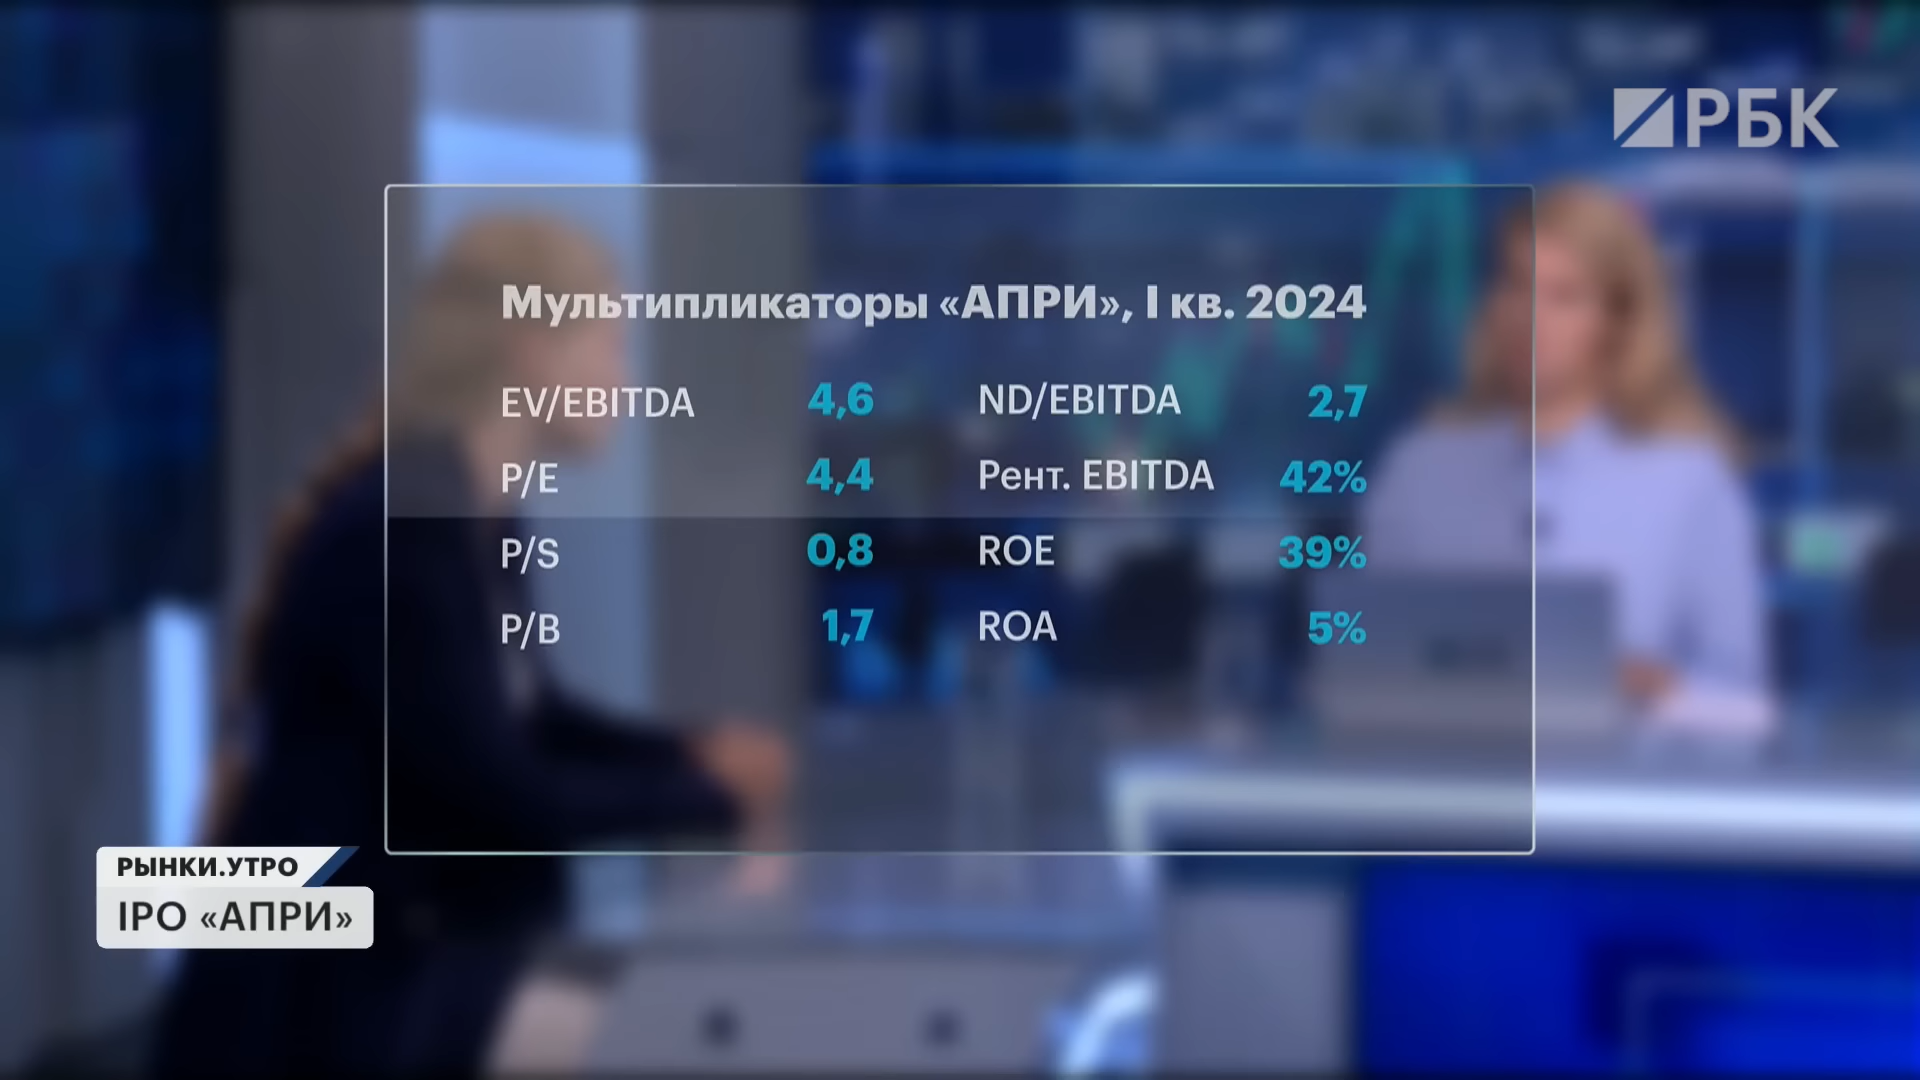 РБК
Мультипликаторы «АПРИ», I кв. 2024
EV/EBITDA 4,6 ND/EBITDA 2,7
P/E 4,4 Рент. EBITDA 42%
P/S 0,8 ROE 39%
P/B 1,7 ROA 5%
РЫНКИ.УТРО
IPO «АПРИ»